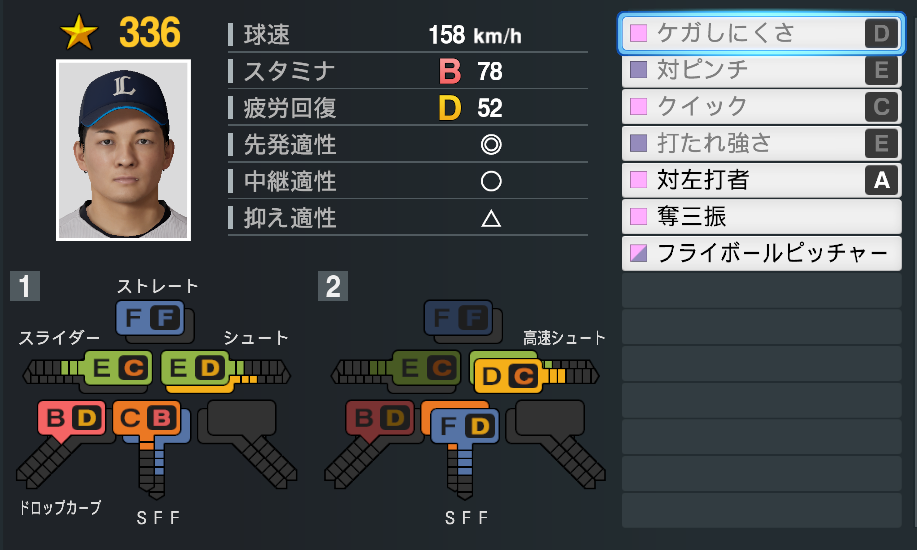 336
球速 158 km/h
スタミナ B 78
疲労回復 D 52
先発適性 ◎
中継適性 ○
抑え適性 △
ケガしにくさ D
対ピンチ E
クイック C
打たれ強さ E
対左打者 A
奪三振
フライボールピッチャー
L
1
ストレート
F F
スライダー シュート
E C E D
B D C B
ドロップカーブ
SFF
2
F F
高速シュート
E C D C
B D F D
SFF